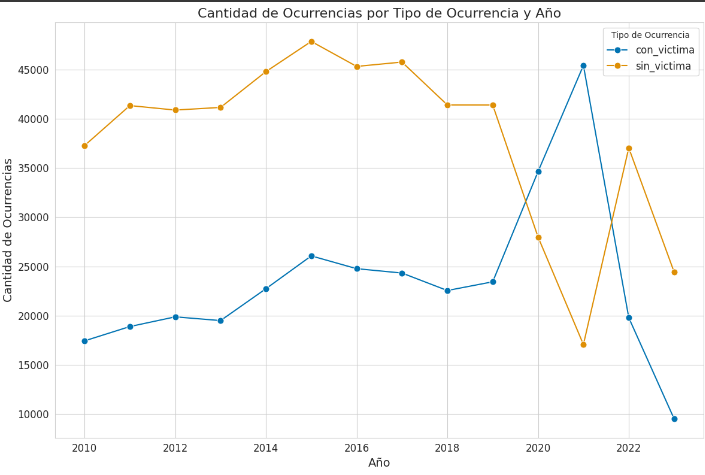 Cantidad de Ocurrencias por Tipo de Ocurrencia y Año
Tipo de Ocurrencia
con_victima
sin_victima
Cantidad de Ocurrencias
45000
40000
35000
30000
25000
20000
15000
10000
2010 2012 2014 2016 2018 2020 2022
Año